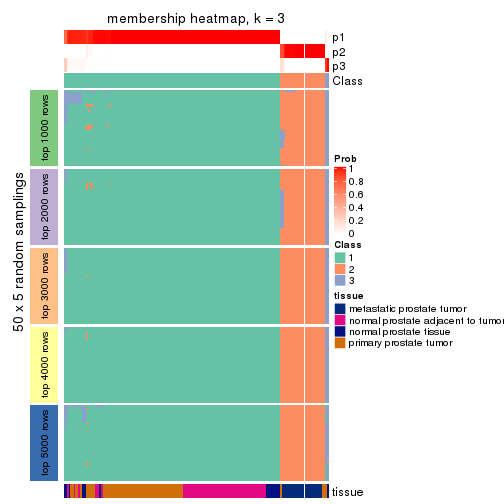 membership heatmap, k = 3
p1
p2
p3
Class
50 x 5 random samplings
top 1000 rows
top 2000 rows
top 3000 rows
top 4000 rows
top 5000 rows
Prob
1
0.8
0.6
0.4
0.2
0
Class
1
2
3
tissue
metastatic prostate tumor
normal prostate adjacent to tumor
normal prostate tissue
primary prostate tumor
tissue